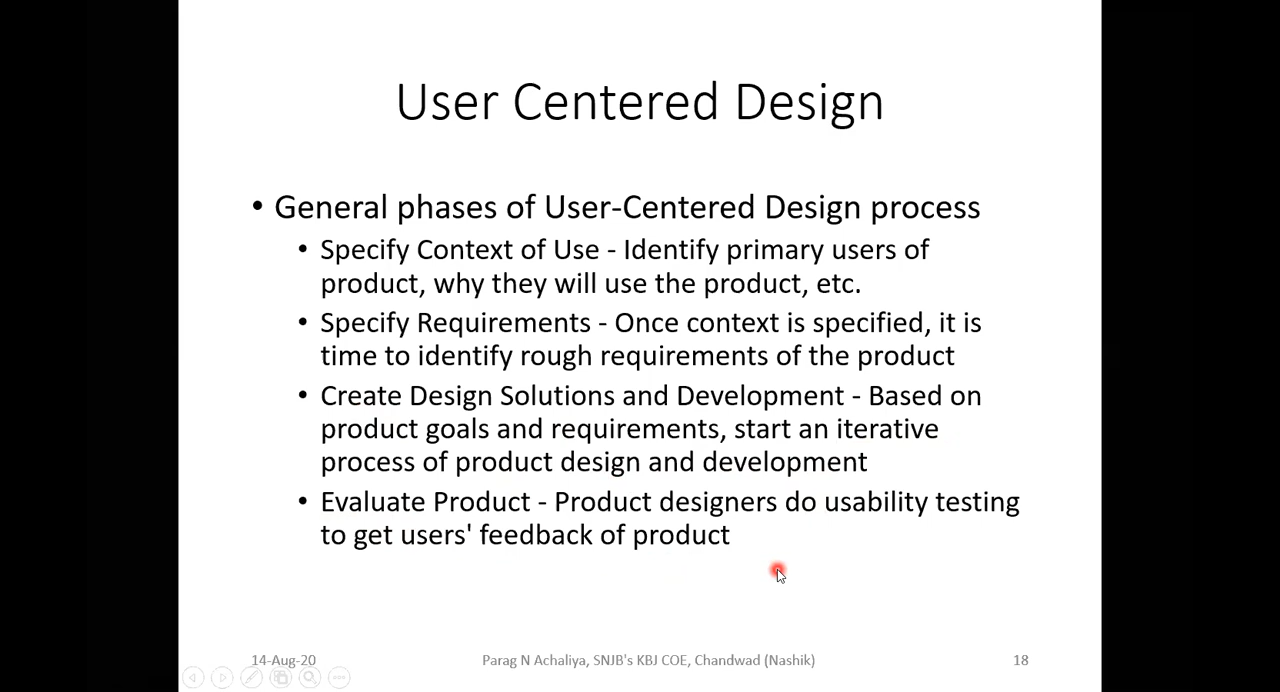 User Centered Design
• General phases of User-Centered Design process
• Specify Context of Use - Identify primary users of
product, why they will use the product, etc.
• Specify Requirements - Once context is specified, it is
time to identify rough requirements of the product
• Create Design Solutions and Development - Based on
product goals and requirements, start an iterative
process of product design and development
• Evaluate Product - Product designers do usability testing
to get users' feedback of product
14-Aug-20 Parag N Achaliya, SNJB's KBJ COE, Chandwad (Nashik) 18